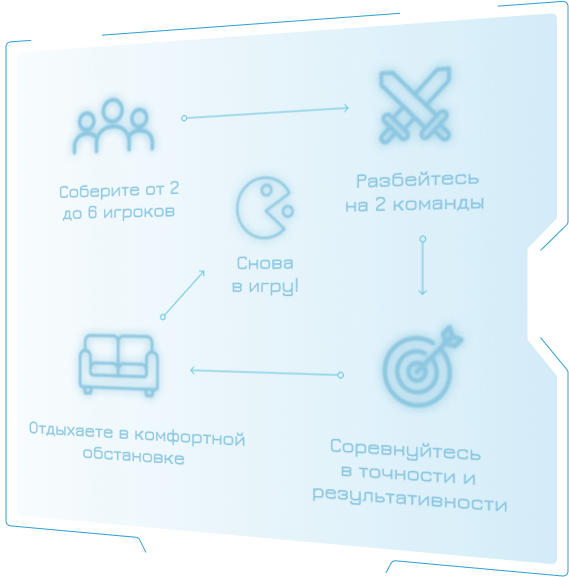 Соберите от 2
до 6 игроков
Разбейтесь
на 2 команды
Соревнуйтесь
в точности и
результативности
Отдыхаете в комфортной
обстановке
Снова
в игру!